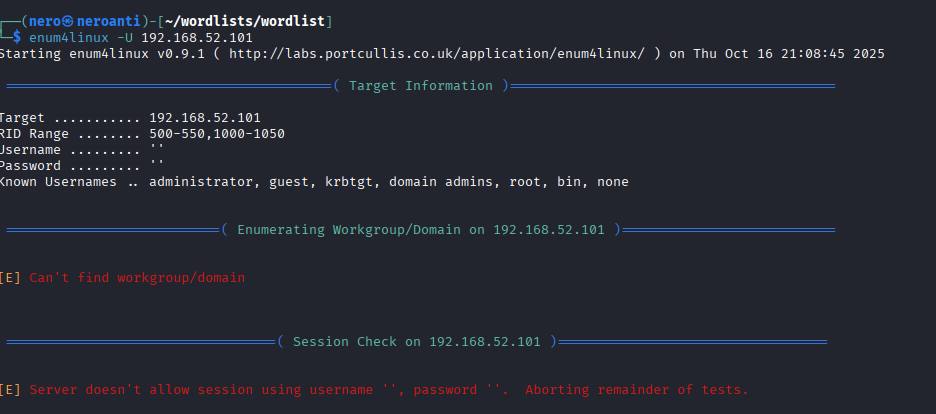 ┌──(nero㉿neroanti)-[~/wordlists/wordlist]
└─$ enum4linux -U 192.168.52.101
Starting enum4linux v0.9.1 ( http://labs.portcullis.co.uk/application/enum4linux/ ) on Thu Oct 16 21:08:45 2025
=========================================( Target Information )=========================================
Target ........... 192.168.52.101
RID Range ........ 500-550,1000-1050
Username ......... ''
Password ......... ''
Known Usernames .. administrator, guest, krbtgt, domain admins, root, bin, none
===========================( Enumerating Workgroup/Domain on 192.168.52.101 )===========================
[E] Can't find workgroup/domain
==================================( Session Check on 192.168.52.101 )==================================
[E] Server doesn't allow session using username '', password ''.  Aborting remainder of tests.